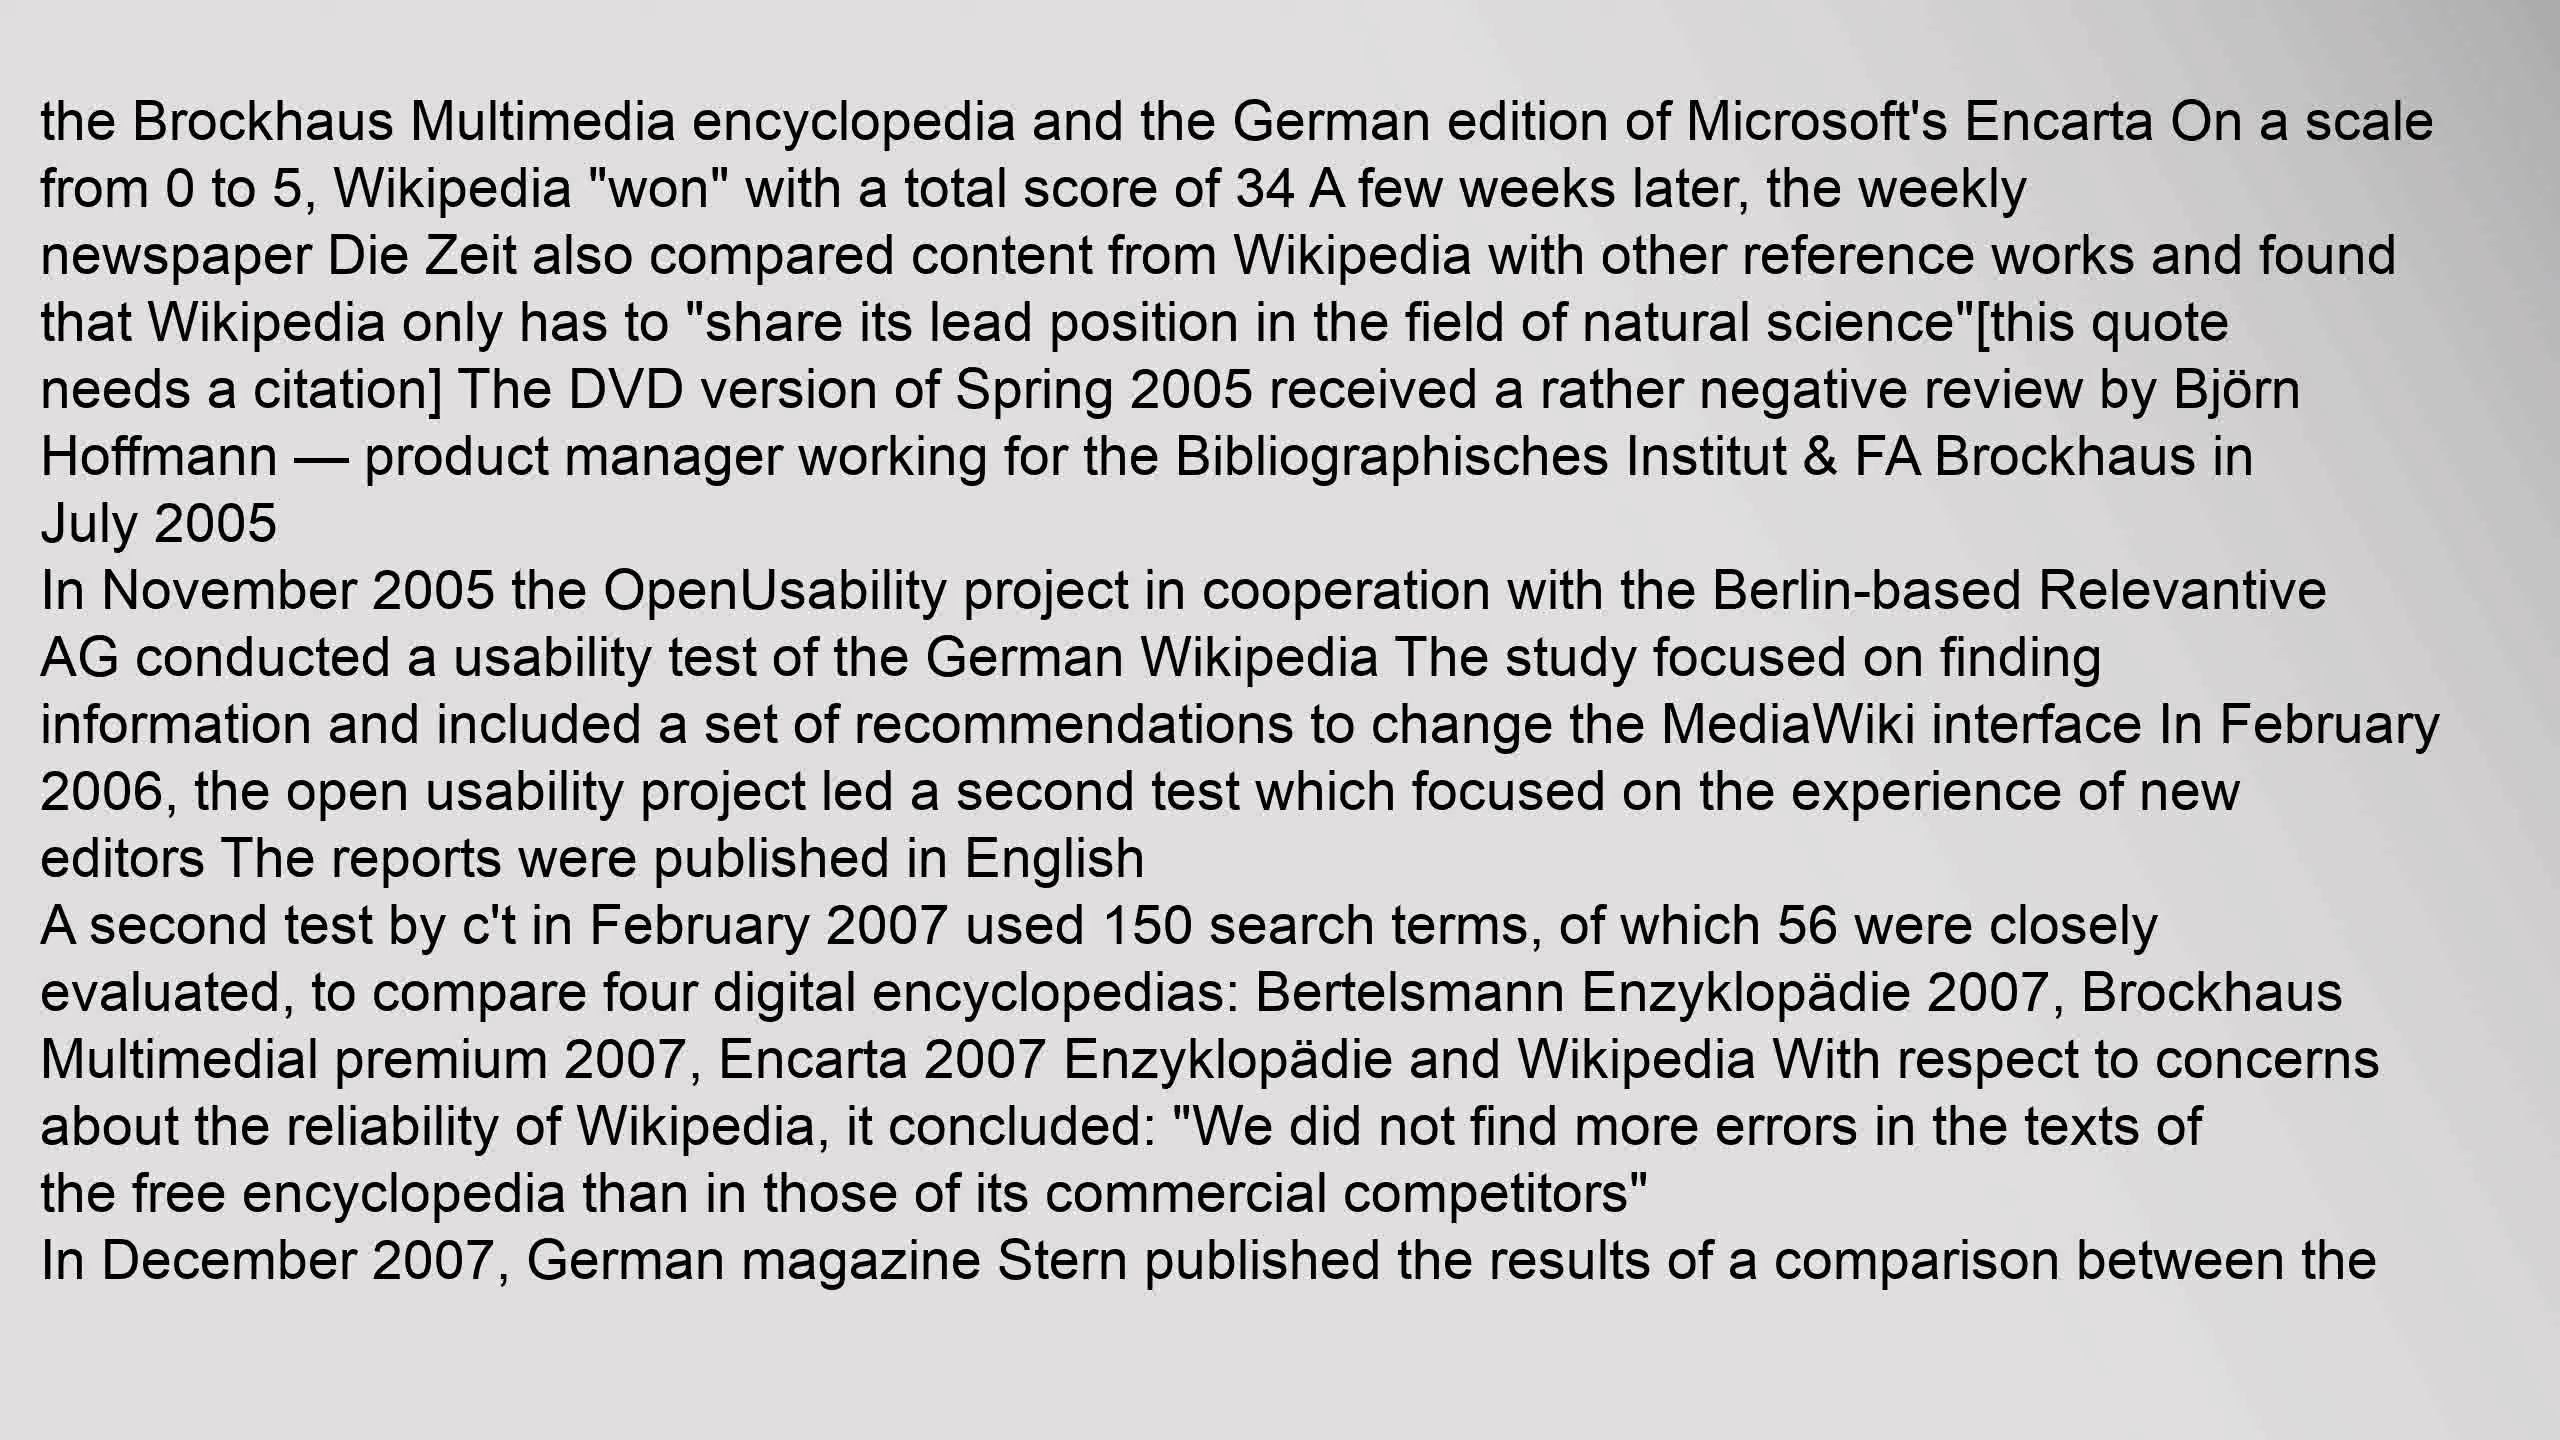 the Brockhaus Multimedia encyclopedia and the German edition of Microsoft's Encarta On a scale
from 0 to 5, Wikipedia "won" with a total score of 34 A few weeks later, the weekly
newspaper Die Zeit also compared content from Wikipedia with other reference works and found
that Wikipedia only has to "share its lead position in the field of natural science"[this quote
needs a citation] The DVD version of Spring 2005 received a rather negative review by Björn
Hoffmann — product manager working for the Bibliographisches Institut & FA Brockhaus in
July 2005
In November 2005 the OpenUsability project in cooperation with the Berlin-based Relevantive
AG conducted a usability test of the German Wikipedia The study focused on finding
information and included a set of recommendations to change the MediaWiki interface In February
2006, the open usability project led a second test which focused on the experience of new
editors The reports were published in English
A second test by c't in February 2007 used 150 search terms, of which 56 were closely
evaluated, to compare four digital encyclopedias: Bertelsmann Enzyklopädie 2007, Brockhaus
Multimedial premium 2007, Encarta 2007 Enzyklopädie and Wikipedia With respect to concerns
about the reliability of Wikipedia, it concluded: "We did not find more errors in the texts of
the free encyclopedia than in those of its commercial competitors"
In December 2007, German magazine Stern published the results of a comparison between the